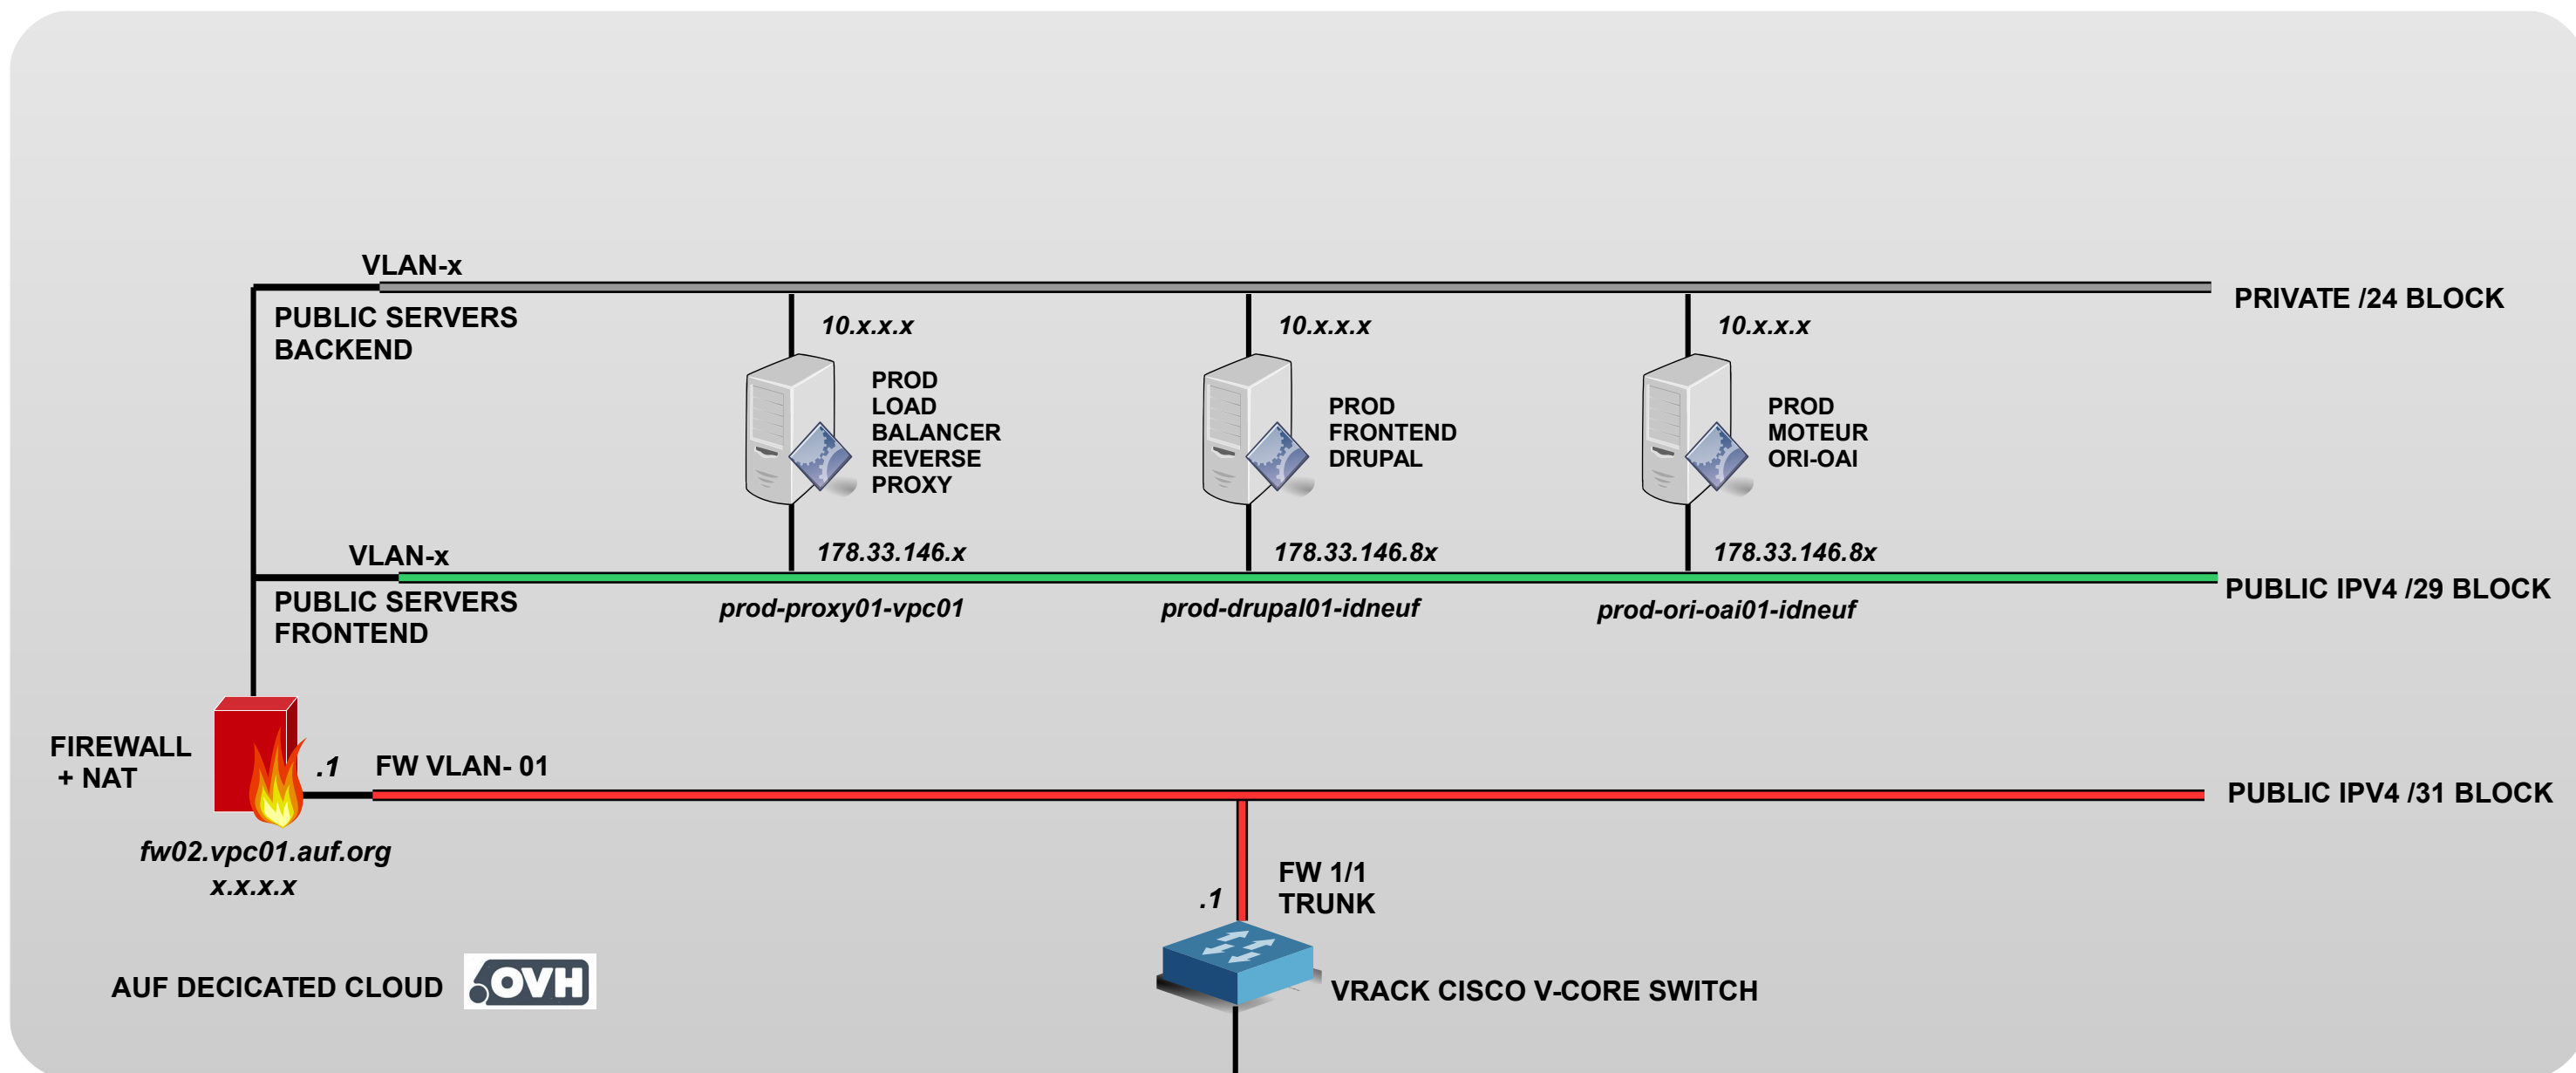 VLAN-x
PRIVATE /24 BLOCK
PUBLIC SERVERS
BACKEND
10.x.x.x
10.x.x.x
10.x.x.x
PROD
LOAD
BALANCER
REVERSE
PROXY
PROD
FRONTEND
DRUPAL
PROD
MOTEUR
ORI-OAI
178.33.146.x
178.33.146.8x
178.33.146.8x
VLAN-x
PUBLIC IPV4 /29 BLOCK
PUBLIC SERVERS
FRONTEND
prod-proxy01-vpc01
prod-drupal01-idneuf
prod-ori-oai01-idneuf
FIREWALL
+ NAT
.1
FW VLAN- 01
PUBLIC IPV4 /31 BLOCK
fw02.vpc01.auf.org
x.x.x.x
FW 1/1
TRUNK
.1
AUF DECICATED CLOUD
OVH
VRACK CISCO V-CORE SWITCH